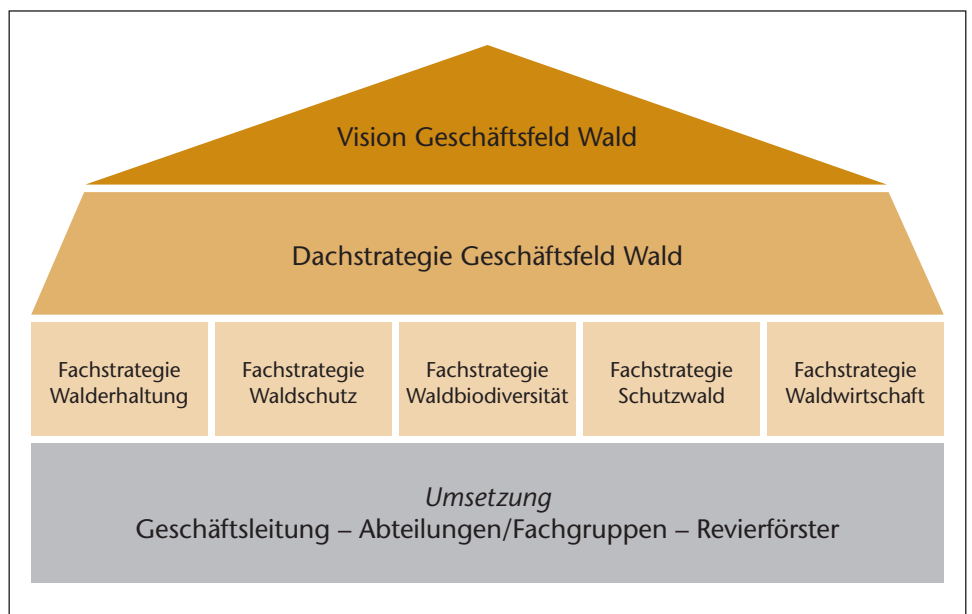 Vision Geschäftsfeld Wald
Dachstrategie Geschäftsfeld Wald
Fachstrategie
Walderhaltung
Fachstrategie
Waldschutz
Fachstrategie
Waldbiodiversität
Fachstrategie
Schutzwald
Fachstrategie
Waldwirtschaft
Umsetzung
Geschäftsleitung – Abteilungen/Fachgruppen – Revierförster